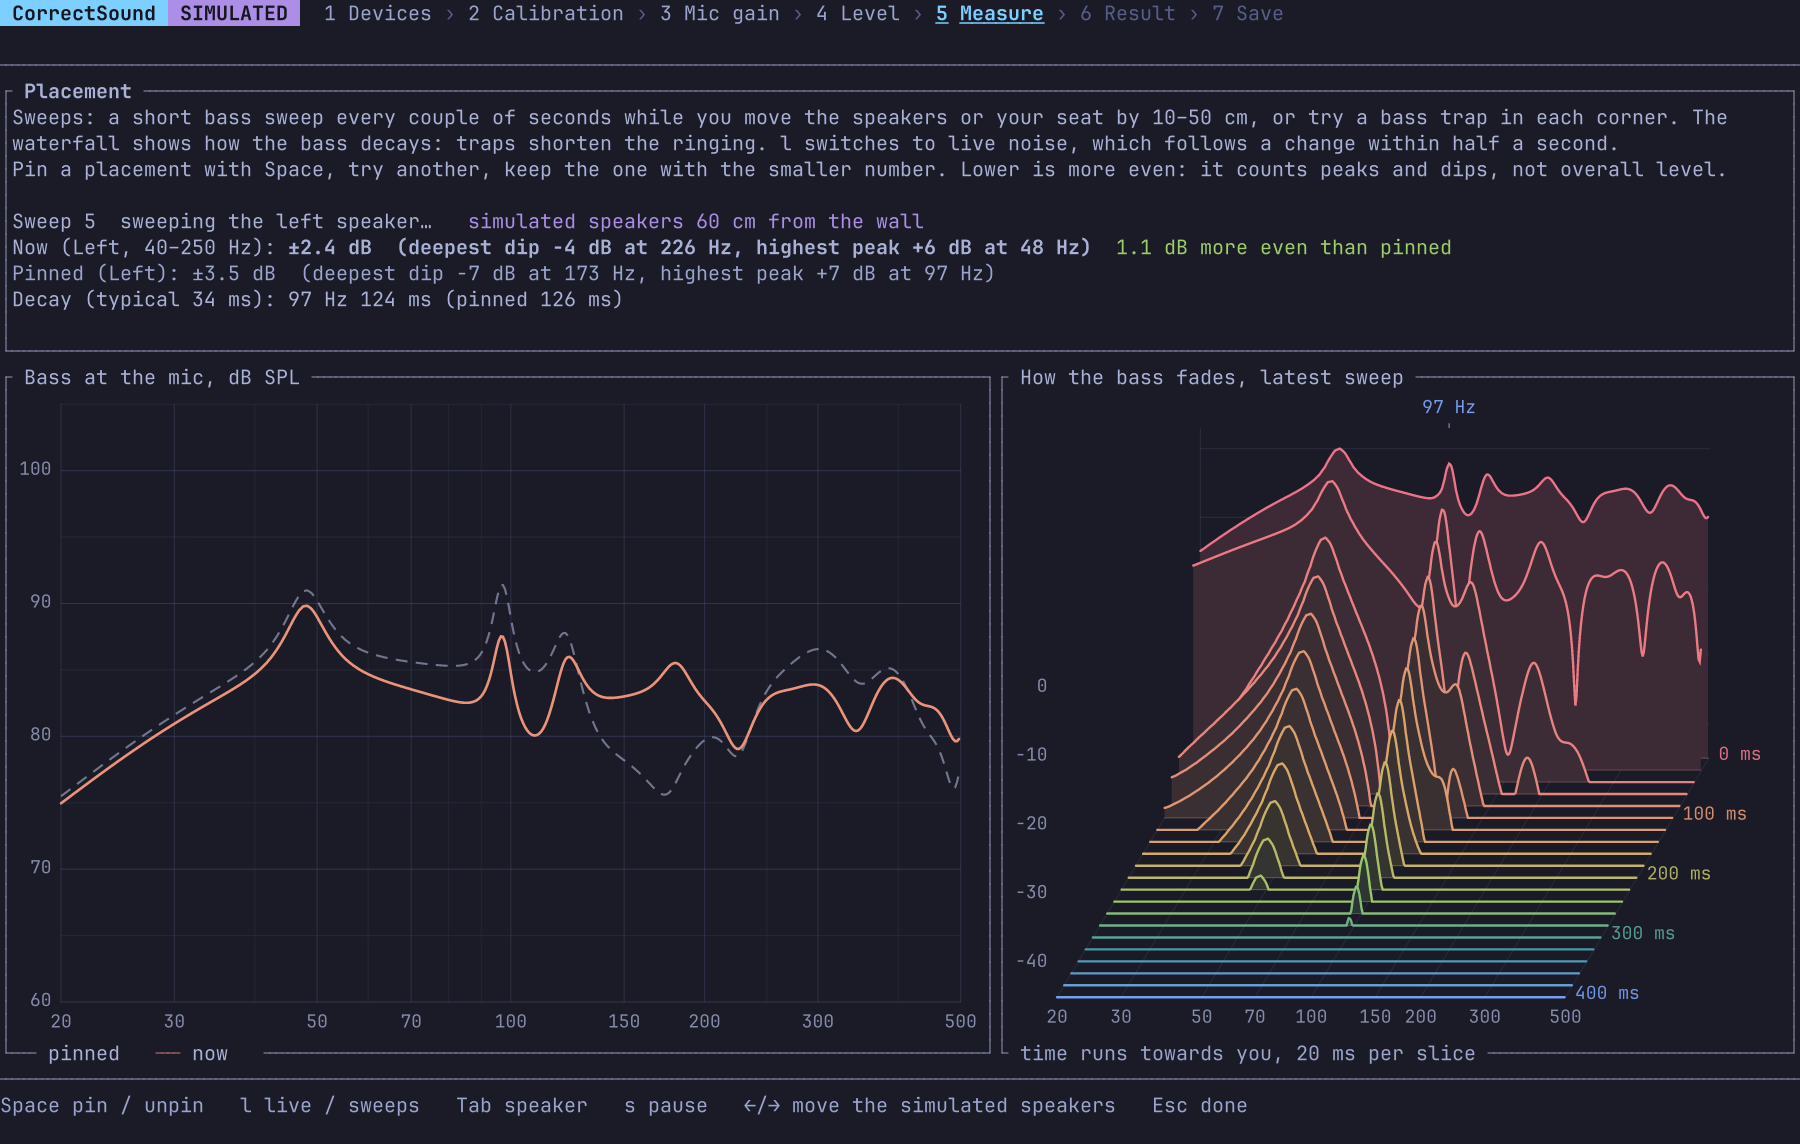 CorrectSound SIMULATED 1 Devices › 2 Calibration › 3 Mic gain › 4 Level › 5 Measure › 6 Result › 7 Save
Placement
Sweeps: a short bass sweep every couple of seconds while you move the speakers or your seat by 10–50 cm, or try a bass trap in each corner. The
waterfall shows how the bass decays: traps shorten the ringing. l switches to live noise, which follows a change within half a second.
Pin a placement with Space, try another, keep the one with the smaller number. Lower is more even: it counts peaks and dips, not overall level.
Sweep 5 sweeping the left speaker… simulated speakers 60 cm from the wall
Now (Left, 40–250 Hz): ±2.4 dB (deepest dip -4 dB at 226 Hz, highest peak +6 dB at 48 Hz) 1.1 dB more even than pinned
Pinned (Left): ±3.5 dB (deepest dip -7 dB at 173 Hz, highest peak +7 dB at 97 Hz)
Decay (typical 34 ms): 97 Hz 124 ms (pinned 126 ms)
Bass at the mic, dB SPL
100
90
80
70
60
20 30 50 70 100 150 200 300 500
pinned now
How the bass fades, latest sweep
97 Hz
0
-10
-20
-30
-40
0 ms
100 ms
200 ms
300 ms
400 ms
20 30 50 70 100 150 200 300 500
time runs towards you, 20 ms per slice
Space pin / unpin l live / sweeps Tab speaker s pause ←/→ move the simulated speakers Esc done